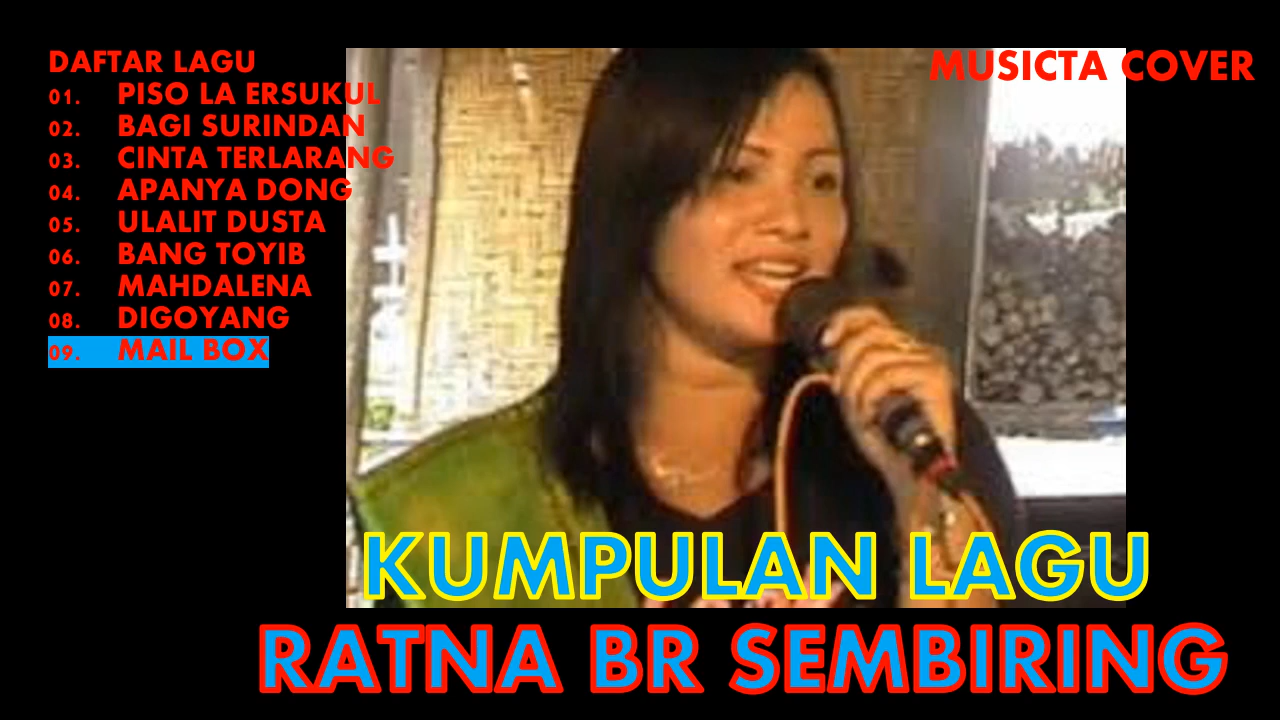 DAFTAR LAGU
01. PISO LA ERSUKUL
02. BAGI SURINDAN
03. CINTA TERLARANG
04. APANYA DONG
05. ULALIT DUSTA
06. BANG TOYIB
07. MAHDALENA
08. DIGOYANG
09. MAIL BOX
MUSICTA COVER
KUMPULAN LAGU
RATNA BR SEMBIRING